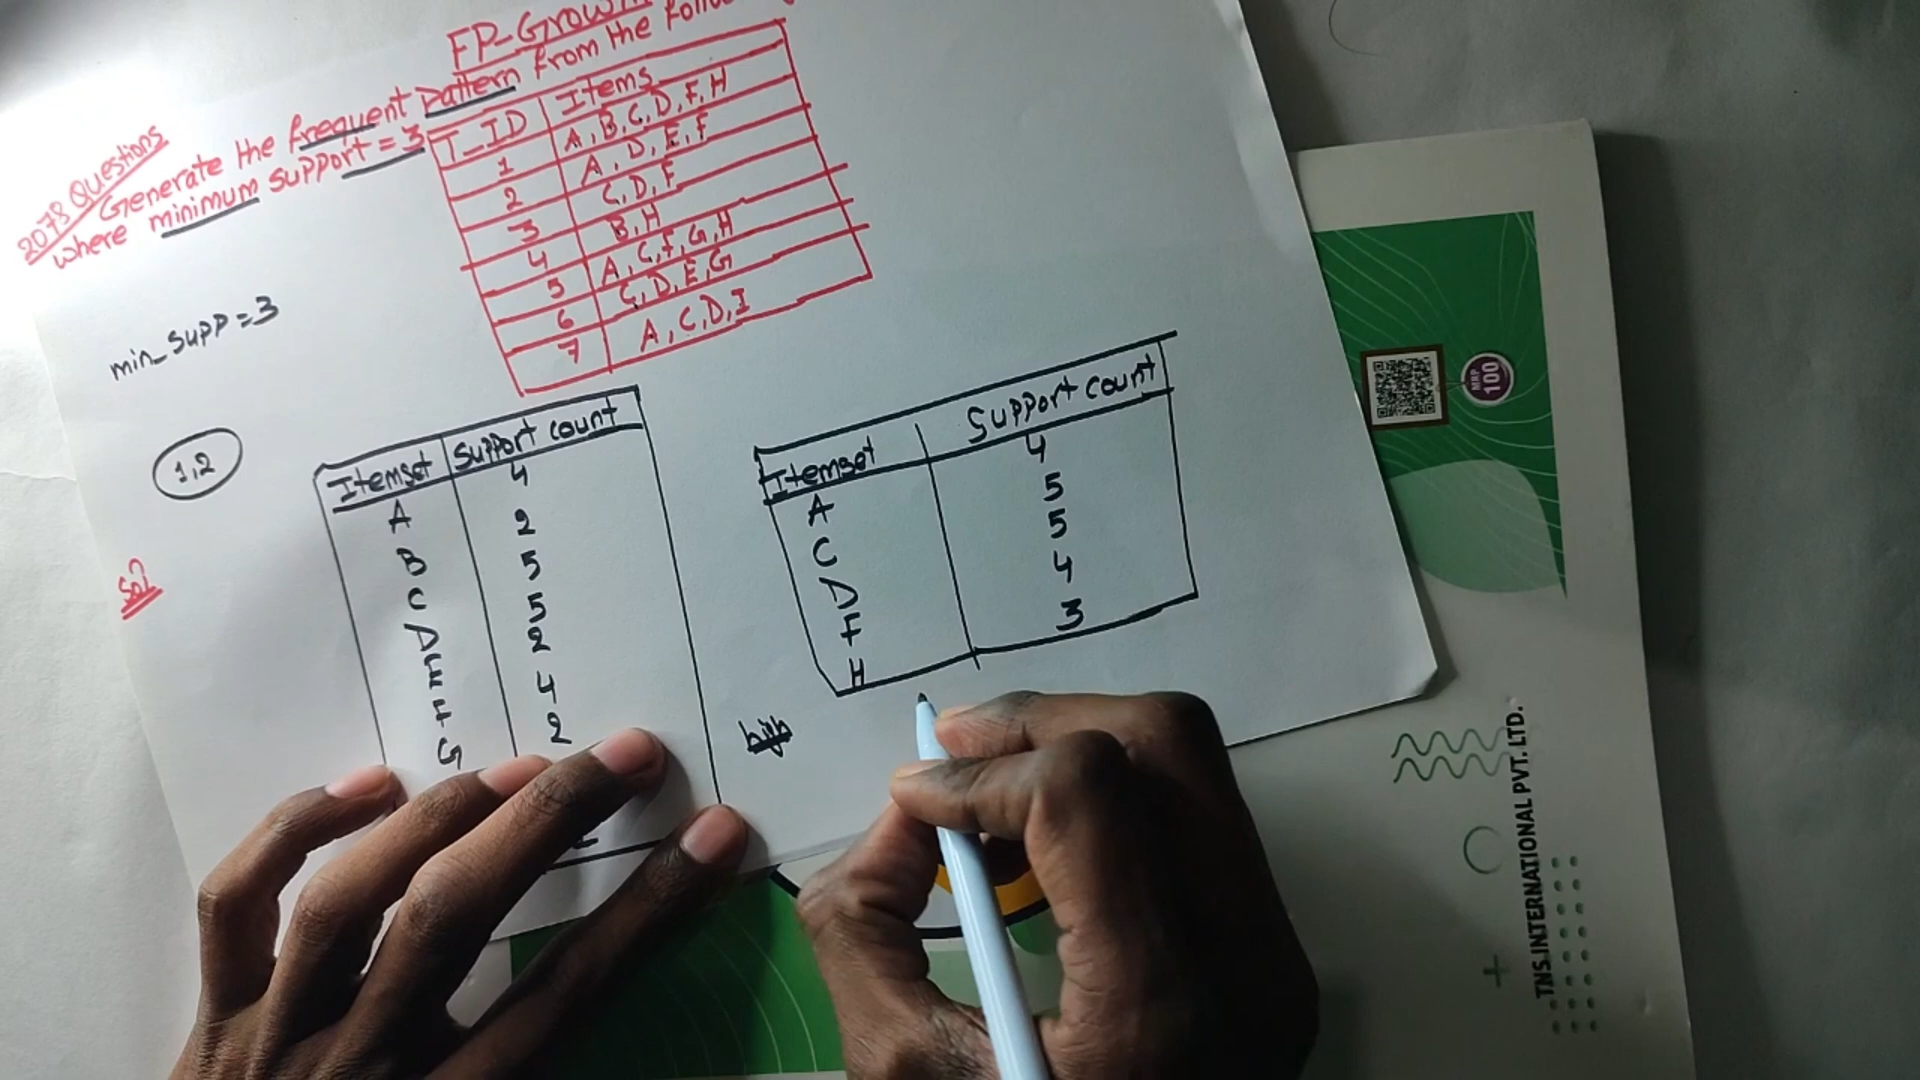 FP-Growth
2078 Questions
Generate the frequent pattern from the
where minimum support = 3
T_ID Items
1 A, B, C, D, F, H
2 A, D, E, F
3 C, D, F
4 B, H
5 A, C, F, G, H
6 C, D, E, G
7 A, C, D, I
min_supp = 3
1,2
Sol
Itemset Support count
A 4
B 2
C 5
D 5
E 2
F 4
G 2
Itemset Support count
A 4
C 5
D 5
F 4
H 3
MRP
100
TNS INTERNATIONAL PVT. LTD.